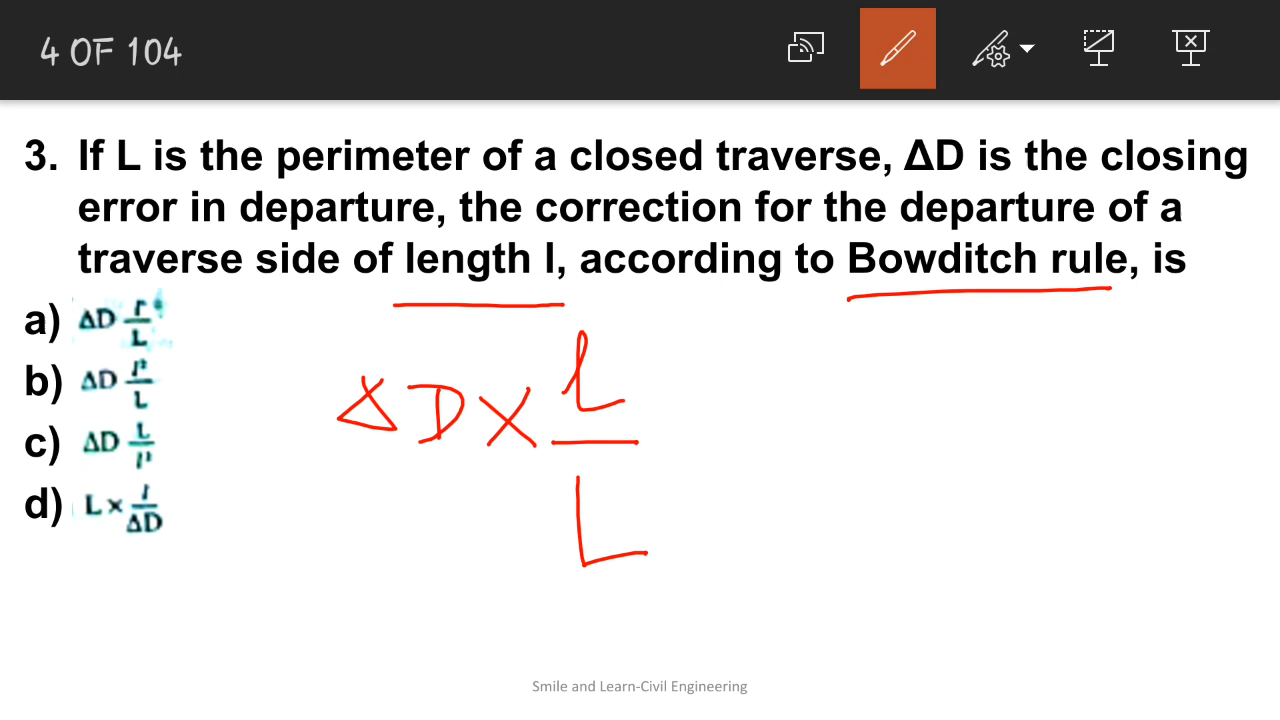 4 OF 104
3. If L is the perimeter of a closed traverse, ΔD is the closing
error in departure, the correction for the departure of a
traverse side of length l, according to Bowditch rule, is
a) ΔD
L
b) ΔD
L
c) ΔD L
d) L × l
ΔD
Δ D X l
L
Smile and Learn-Civil Engineering